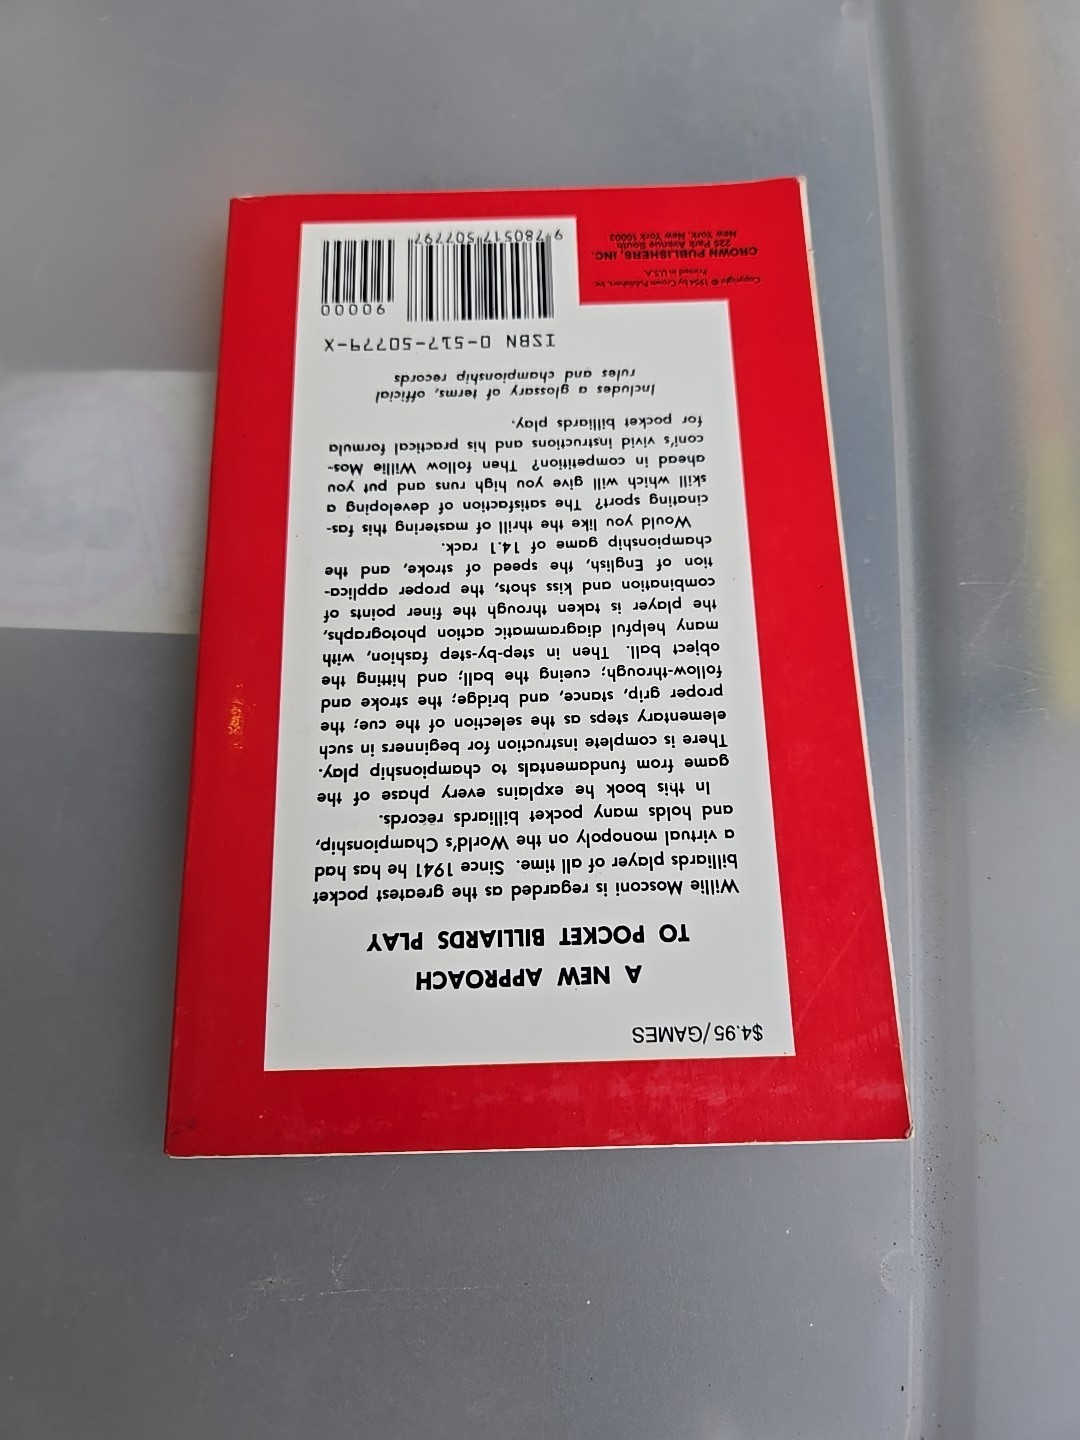 $4.95/GAMES
A NEW APPROACH
TO POCKET BILLIARDS PLAY
Willie Mosconi is regarded as the greatest pocket
billiards player of all time. Since 1941 he has had
a virtual monopoly on the World's Championship,
and holds many pocket billiards records.
In this book he explains every phase of the
game from fundamentals to championship play.
There is complete instruction for beginners in such
elementary steps as the selection of the cue; the
proper grip, stance, and bridge; the stroke and
follow-through; cueing the ball; and hitting the
object ball. Then in step-by-step fashion, with
many helpful diagrammatic action photographs,
the player is taken through the finer points of
combination and kiss shots, the proper applica-
tion of English, the speed of stroke, and the
championship game of 14.1 rack.
Would you like the thrill of mastering this fas-
cinating sport? The satisfaction of developing a
skill which will give you high runs and put you
ahead in competition? Then follow Willie Mos-
coni's vivid instructions and his practical formula
for pocket billiards play.
Includes a glossary of terms, official
rules and championship records
ISBN 0-517-50779-X
90000
9 780517 507797
Copyright © 1954 by Crown Publishers, Inc.
Printed in U.S.A.
CROWN PUBLISHERS, INC.
225 Park Avenue South
New York, New York 10003